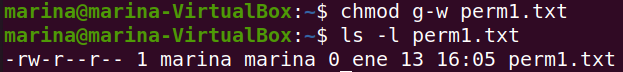 marina@marina-VirtualBox:~$ chmod g-w perm1.txt
marina@marina-VirtualBox:~$ ls -l perm1.txt
-rw-r--r-- 1 marina marina 0 ene 13 16:05 perm1.txt